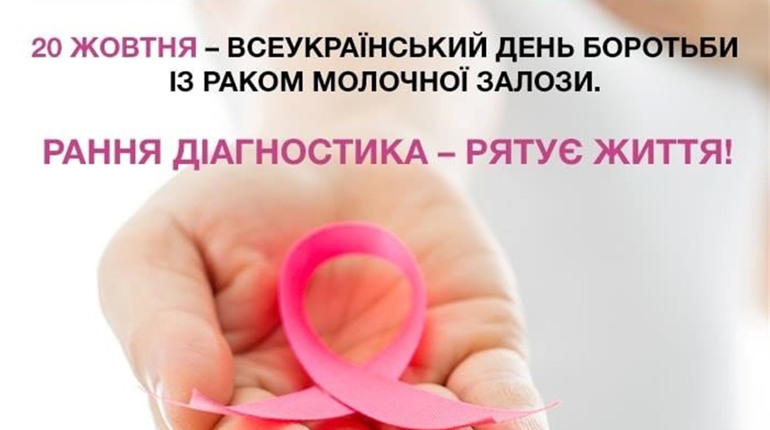 20 ЖОВТНЯ – ВСЕУКРАЇНСЬКИЙ ДЕНЬ БОРОТЬБИ
ІЗ РАКОМ МОЛОЧНОЇ ЗАЛОЗИ.
РАННЯ ДІАГНОСТИКА – РЯТУЄ ЖИТТЯ!